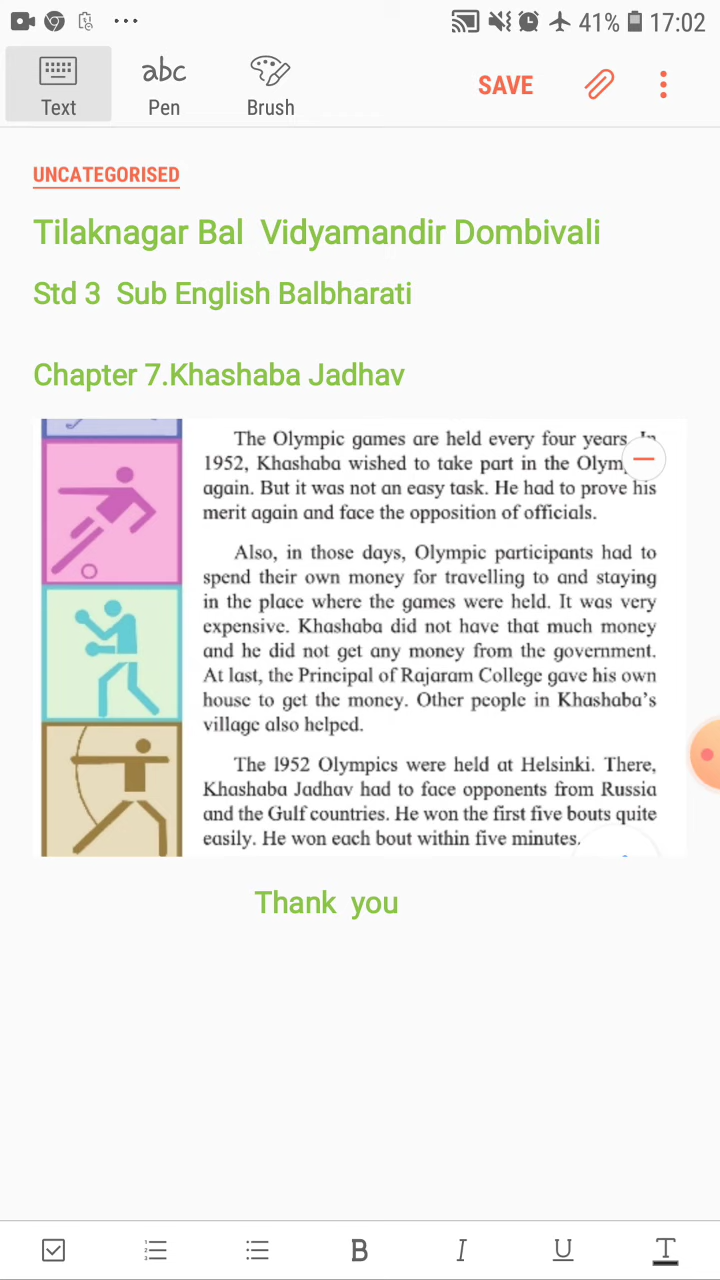 41% 17:02
Text
abc
Pen
Brush
SAVE
UNCATEGORISED
Tilaknagar Bal Vidyamandir Dombivali
Std 3 Sub English Balbharati
Chapter 7.Khashaba Jadhav
The Olympic games are held every four years. In
1952, Khashaba wished to take part in the Olym
again. But it was not an easy task. He had to prove his
merit again and face the opposition of officials.
Also, in those days, Olympic participants had to
spend their own money for travelling to and staying
in the place where the games were held. It was very
expensive. Khashaba did not have that much money
and he did not get any money from the government.
At last, the Principal of Rajaram College gave his own
house to get the money. Other people in Khashaba's
village also helped.
The 1952 Olympics were held at Helsinki. There,
Khashaba Jadhav had to face opponents from Russia
and the Gulf countries. He won the first five bouts quite
easily. He won each bout within five minutes.
Thank you
B I U T